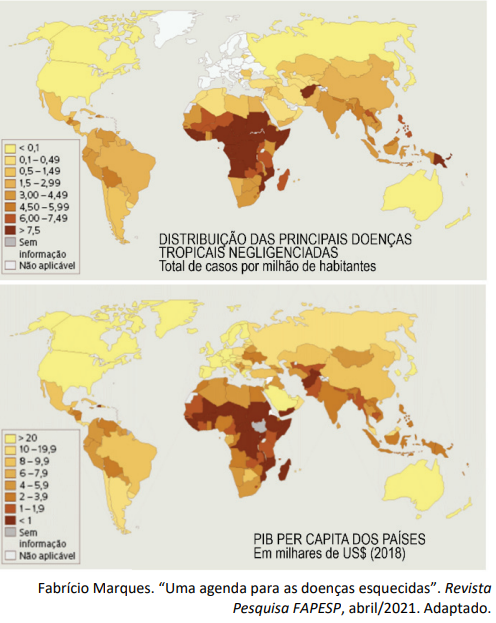 < 0,1
0,1–0,49
0,5–1,49
1,5–2,99
3,00–4,49
4,50–5,99
6,00–7,49
> 7,5
Sem
informação
Não aplicável
DISTRIBUIÇÃO DAS PRINCIPAIS DOENÇAS
TROPICAIS NEGLIGENCIADAS
Total de casos por milhão de habitantes
> 20
10–19,9
8–9,9
6–7,9
4–5,9
2–3,9
1–1,9
< 1
Sem
informação
Não aplicável
PIB PER CAPITA DOS PAÍSES
Em milhares de US$ (2018)
Fabrício Marques. “Uma agenda para as doenças esquecidas”. Revista
Pesquisa FAPESP, abril/2021. Adaptado.